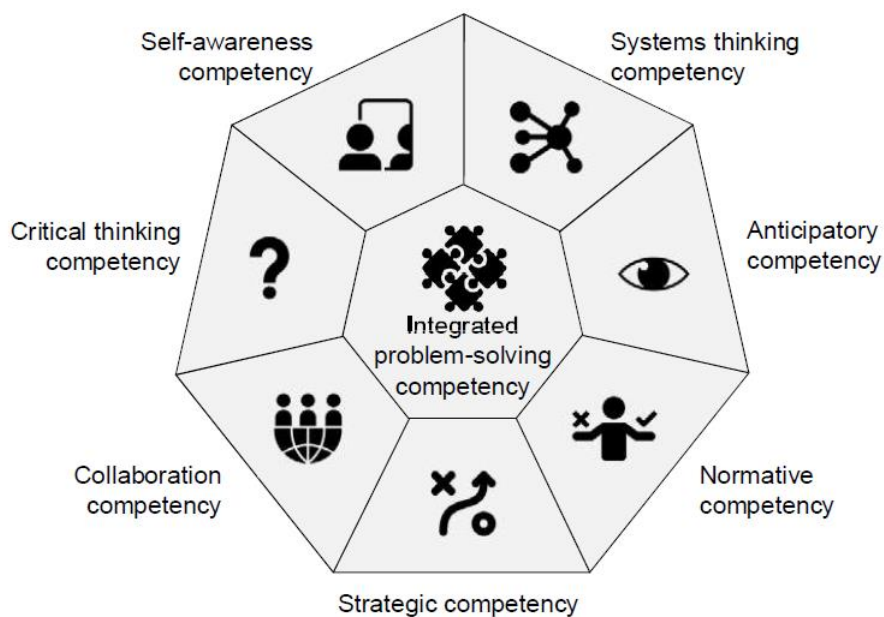 Self-awareness
competency
Systems thinking
competency
Critical thinking
competency
?
Anticipatory
competency
Integrated
problem-solving
competency
Collaboration
competency
Normative
competency
Strategic competency